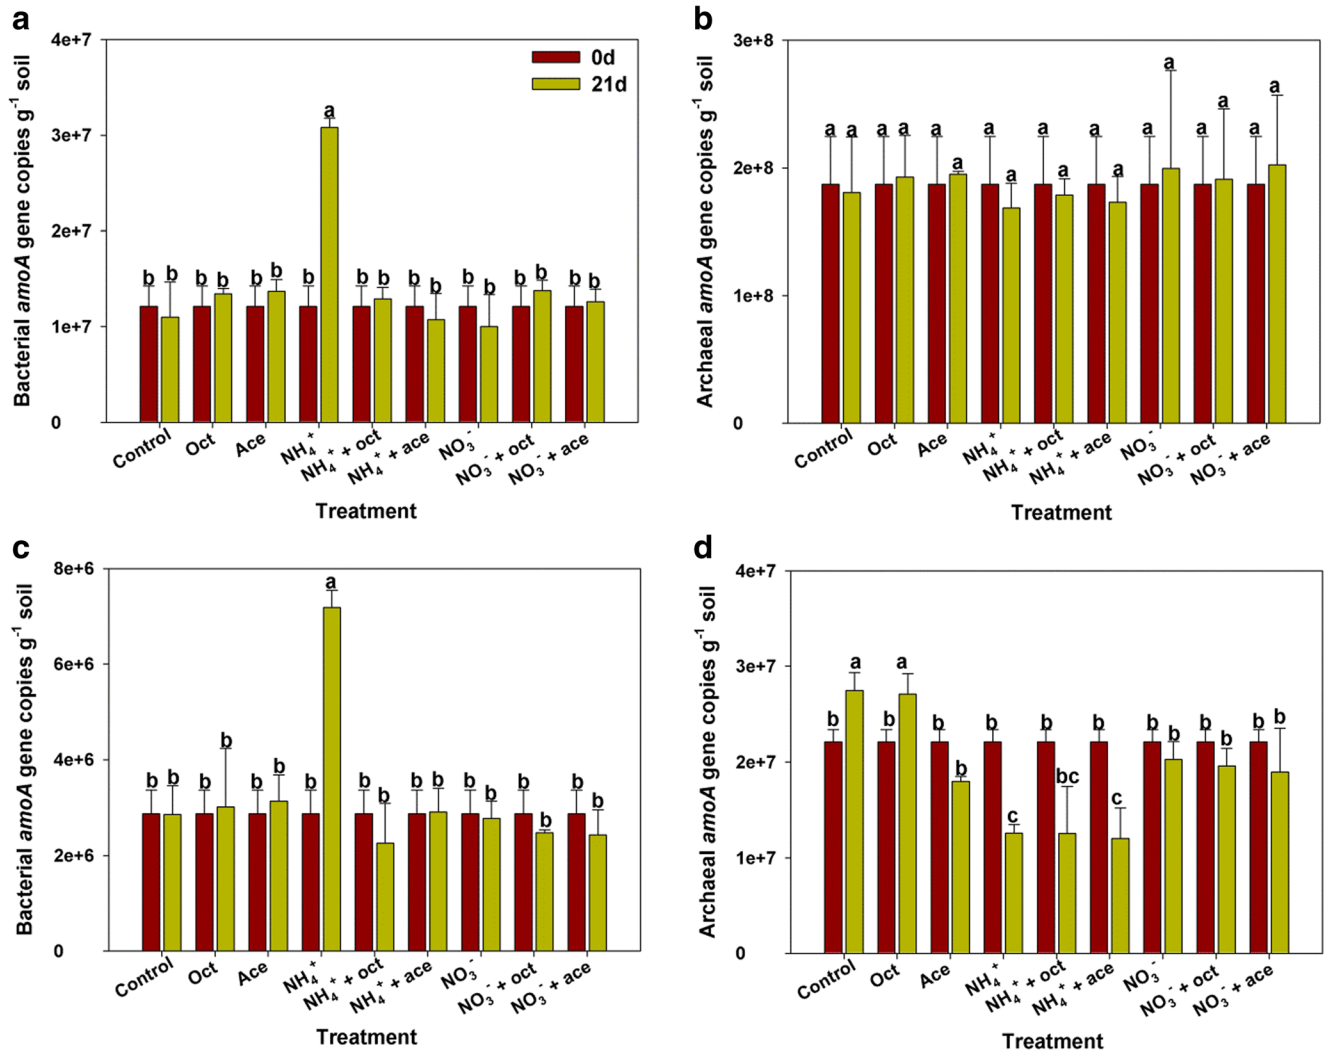 a
Bacterial amoA gene copies g⁻¹ soil
4e+7
3e+7
2e+7
1e+7
0
0d
21d
b b b b b b b a b b b b b b b b b b
Control Oct Ace NH₄⁺ NH₄⁺ + oct NH₄⁺ + ace NO₃⁻ NO₃⁻ + oct NO₃⁻ + ace
Treatment
b
Archaeal amoA gene copies g⁻¹ soil
3e+8
2e+8
1e+8
0
a a a a a a a a a a a a a a a a a a
Control Oct Ace NH₄⁺ NH₄⁺ + oct NH₄⁺ + ace NO₃⁻ NO₃⁻ + oct NO₃⁻ + ace
Treatment
c
Bacterial amoA gene copies g⁻¹ soil
8e+6
6e+6
4e+6
2e+6
0
b b b b b b b a b b b b b b b b b b
Control Oct Ace NH₄⁺ NH₄⁺ + oct NH₄⁺ + ace NO₃⁻ NO₃⁻ + oct NO₃⁻ + ace
Treatment
d
Archaeal amoA gene copies g⁻¹ soil
4e+7
3e+7
2e+7
1e+7
0
b a b a b b b c b bc b c b b b b b b
Control Oct Ace NH₄⁺ NH₄⁺ + oct NH₄⁺ + ace NO₃⁻ NO₃⁻ + oct NO₃⁻ + ace
Treatment